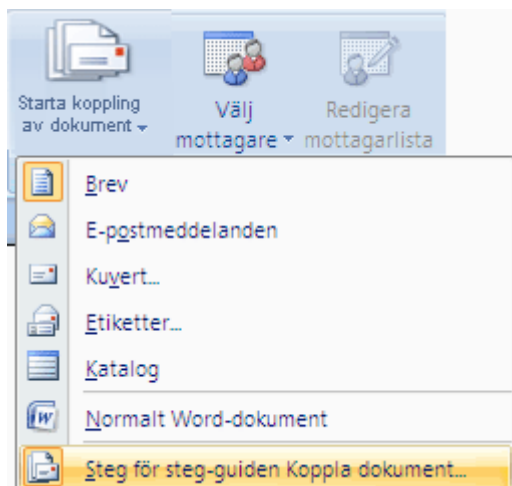 Starta koppling
av dokument
Välj
mottagare
Redigera
mottagarlista
Brev
E-postmeddelanden
Kuvert...
Etiketter...
Katalog
Normalt Word-dokument
Steg för steg-guiden Koppla dokument...